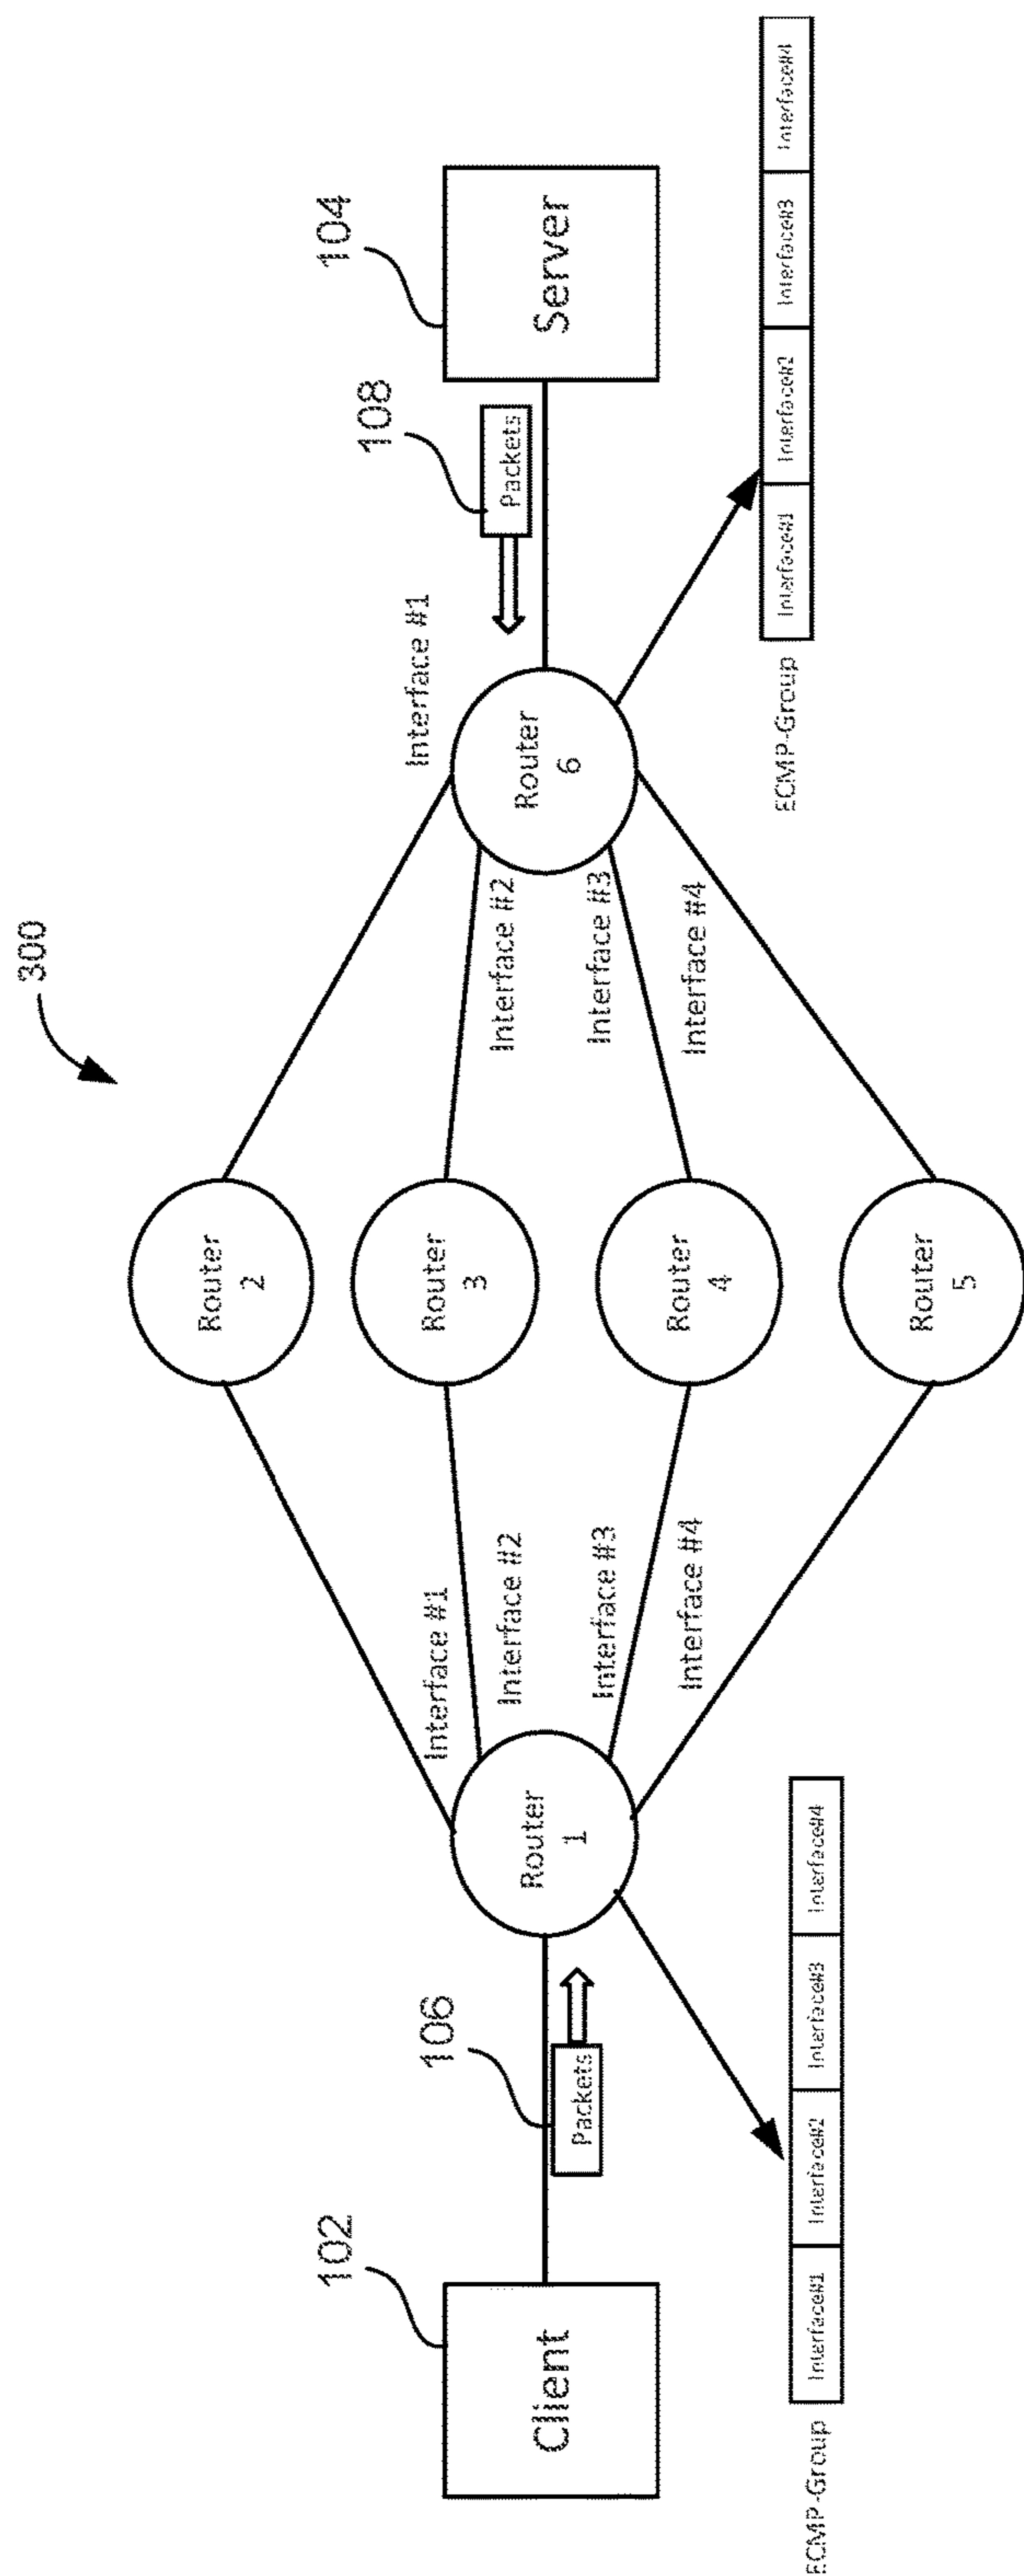 300
Router
2
Router
3
Router
4
Router
5
102
Client
106
Packets
Router
1
Interface #1
Interface #2
Interface #3
Interface #4
ECMP-Group
Interface#1
Interface#2
Interface#3
Interface#4
Interface #1
Interface #2
Interface #3
Interface #4
Router
6
108
Packets
104
Server
ECMP-Group
Interface#1
Interface#2
Interface#3
Interface#4